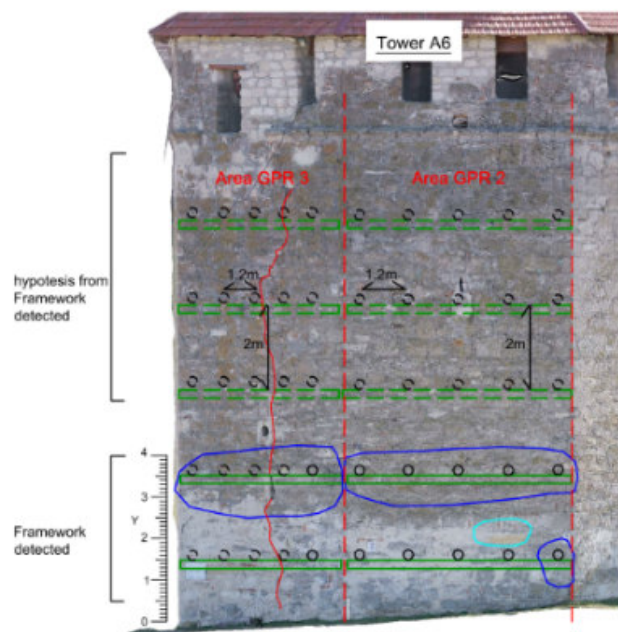 Tower A6
Area GPR 3
Area GPR 2
hypotesis from
Framework
detected
1.2m
1.2m
t
2m
2m
4
3
Y
2
1
0
Framework
detected